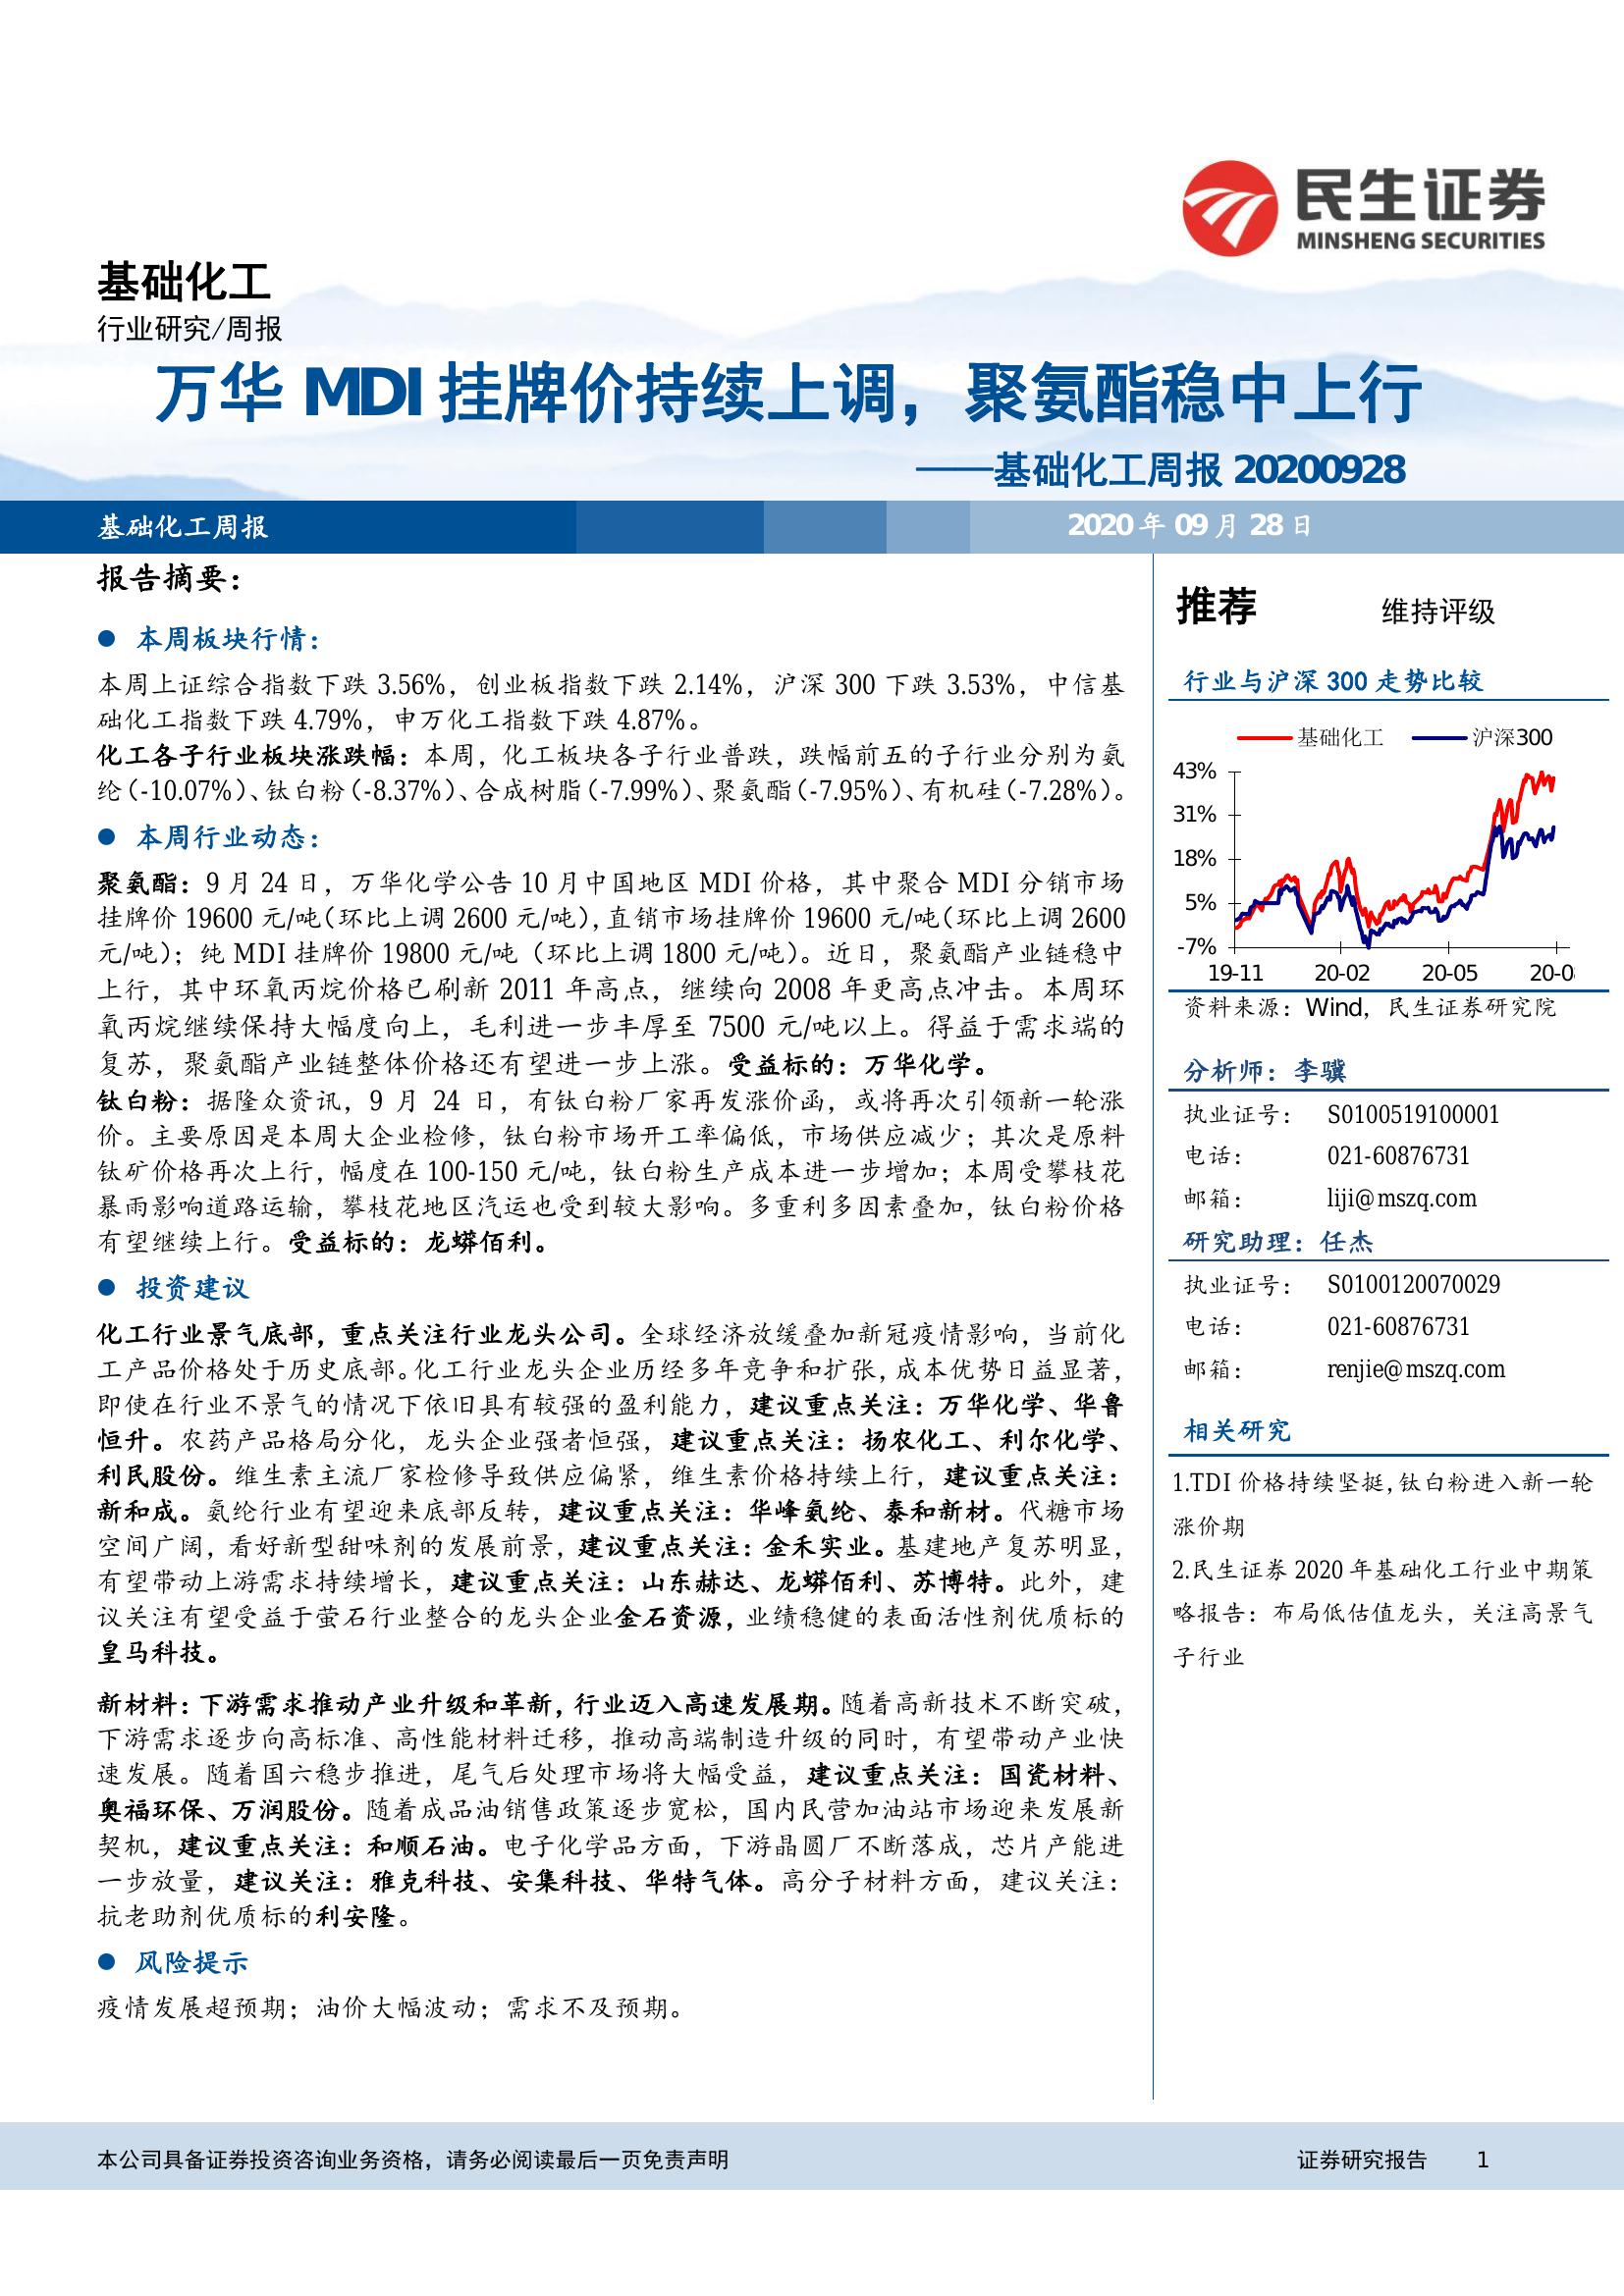 民生证券
MINSHENG SECURITIES
基础化工
行业研究/周报
万华 MDI 挂牌价持续上调，聚氨酯稳中上行
——基础化工周报 20200928
基础化工周报
2020 年 09 月 28 日
报告摘要：
● 本周板块行情：
本周上证综合指数下跌 3.56%，创业板指数下跌 2.14%，沪深 300 下跌 3.53%，中信基
础化工指数下跌 4.79%，申万化工指数下跌 4.87%。
化工各子行业板块涨跌幅：本周，化工板块各子行业普跌，跌幅前五的子行业分别为氨
纶（-10.07%）、钛白粉（-8.37%）、合成树脂（-7.99%）、聚氨酯（-7.95%）、有机硅（-7.28%）。
● 本周行业动态：
聚氨酯：9 月 24 日，万华化学公告 10 月中国地区 MDI 价格，其中聚合 MDI 分销市场
挂牌价 19600 元/吨（环比上调 2600 元/吨），直销市场挂牌价 19600 元/吨（环比上调 2600
元/吨）；纯 MDI 挂牌价 19800 元/吨（环比上调 1800 元/吨）。近日，聚氨酯产业链稳中
上行，其中环氧丙烷价格已刷新 2011 年高点，继续向 2008 年更高点冲击。本周环
氧丙烷继续保持大幅度向上，毛利进一步丰厚至 7500 元/吨以上。得益于需求端的
复苏，聚氨酯产业链整体价格还有望进一步上涨。受益标的：万华化学。
钛白粉：据隆众资讯，9 月 24 日，有钛白粉厂家再发涨价函，或将再次引领新一轮涨
价。主要原因是本周大企业检修，钛白粉市场开工率偏低，市场供应减少；其次是原料
钛矿价格再次上行，幅度在 100-150 元/吨，钛白粉生产成本进一步增加；本周受攀枝花
暴雨影响道路运输，攀枝花地区汽运也受到较大影响。多重利多因素叠加，钛白粉价格
有望继续上行。受益标的：龙蟒佰利。
● 投资建议
化工行业景气底部，重点关注行业龙头公司。全球经济放缓叠加新冠疫情影响，当前化
工产品价格处于历史底部。化工行业龙头企业历经多年竞争和扩张，成本优势日益显著，
即使在行业不景气的情况下依旧具有较强的盈利能力，建议重点关注：万华化学、华鲁
恒升。农药产品格局分化，龙头企业强者恒强，建议重点关注：扬农化工、利尔化学、
利民股份。维生素主流厂家检修导致供应偏紧，维生素价格持续上行，建议重点关注：
新和成。氨纶行业有望迎来底部反转，建议重点关注：华峰氨纶、泰和新材。代糖市场
空间广阔，看好新型甜味剂的发展前景，建议重点关注：金禾实业。基建地产复苏明显，
有望带动上游需求持续增长，建议重点关注：山东赫达、龙蟒佰利、苏博特。此外，建
议关注有望受益于萤石行业整合的龙头企业金石资源，业绩稳健的表面活性剂优质标的
皇马科技。
新材料：下游需求推动产业升级和革新，行业迈入高速发展期。随着高新技术不断突破，
下游需求逐步向高标准、高性能材料迁移，推动高端制造升级的同时，有望带动产业快
速发展。随着国六稳步推进，尾气后处理市场将大幅受益，建议重点关注：国瓷材料、
奥福环保、万润股份。随着成品油销售政策逐步宽松，国内民营加油站市场迎来发展新
契机，建议重点关注：和顺石油。电子化学品方面，下游晶圆厂不断落成，芯片产能进
一步放量，建议关注：雅克科技、安集科技、华特气体。高分子材料方面，建议关注：
抗老助剂优质标的利安隆。
● 风险提示
疫情发展超预期；油价大幅波动；需求不及预期。
推荐 维持评级
行业与沪深 300 走势比较
基础化工 沪深300
43%
31%
18%
5%
-7%
19-11 20-02 20-05 20-0
资料来源：Wind，民生证券研究院
分析师：李骥
执业证号： S0100519100001
电话： 021-60876731
邮箱： liji@mszq.com
研究助理：任杰
执业证号： S0100120070029
电话： 021-60876731
邮箱： renjie@mszq.com
相关研究
1.TDI 价格持续坚挺，钛白粉进入新一轮
涨价期
2.民生证券 2020 年基础化工行业中期策
略报告：布局低估值龙头，关注高景气
子行业
本公司具备证券投资咨询业务资格，请务必阅读最后一页免责声明
证券研究报告 1